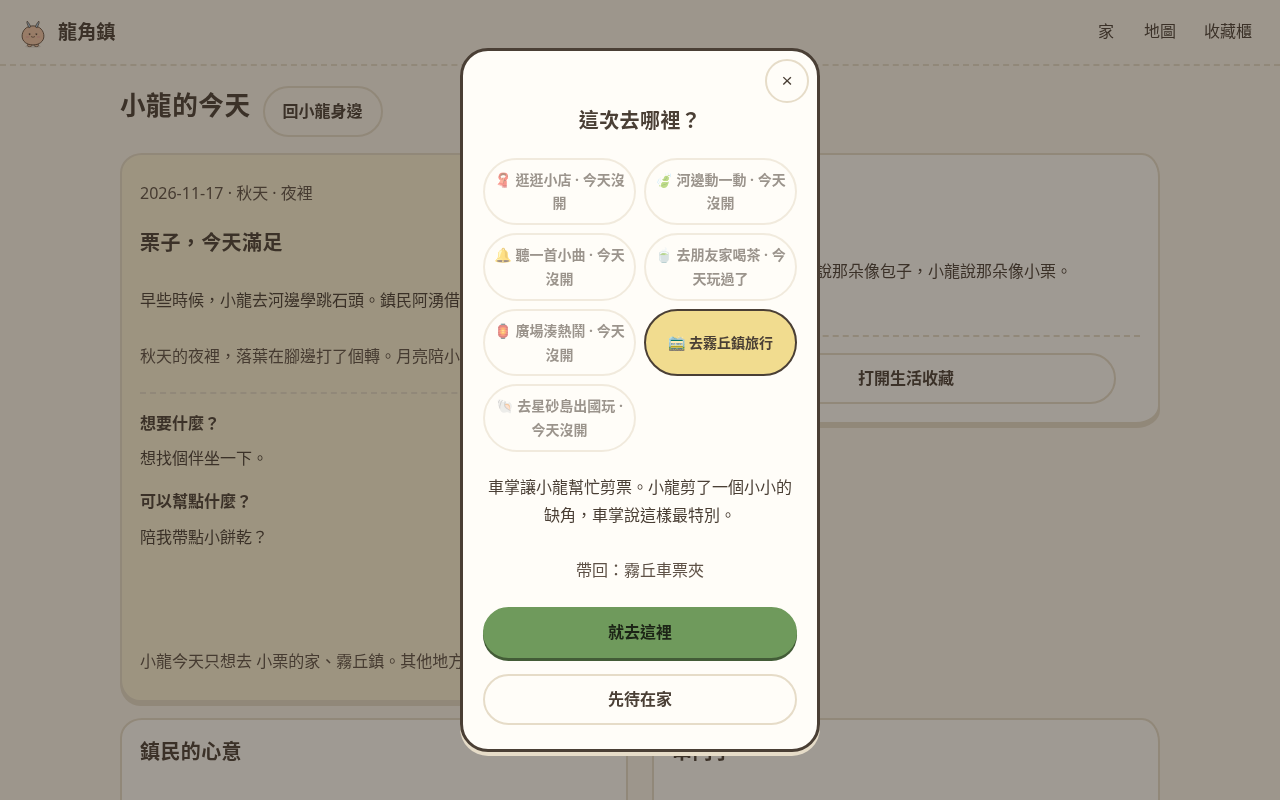 龍角鎮
家
地圖
收藏櫃
小龍的今天
回小龍身邊
2026-11-17 · 秋天 · 夜裡
栗子，今天滿足
早些時候，小龍去河邊學跳石頭。鎮民阿湧借
秋天的夜裡，落葉在腳邊打了個轉。月亮陪小
想要什麼？
想找個伴坐一下。
可以幫點什麼？
陪我帶點小餅乾？
小龍今天只想去 小栗的家、霧丘鎮。其他地方
說那朵像包子，小龍說那朵像小栗。
打開生活收藏
鎮民的心意
×
這次去哪裡？
逛逛小店 · 今天沒
開
河邊動一動 · 今天
沒開
聽一首小曲 · 今天
沒開
去朋友家喝茶 · 今
天玩過了
廣場湊熱鬧 · 今天
沒開
去霧丘鎮旅行
去星砂島出國玩 ·
今天沒開
車掌讓小龍幫忙剪票。小龍剪了一個小小的
缺角，車掌說這樣最特別。
帶回：霧丘車票夾
就去這裡
先待在家